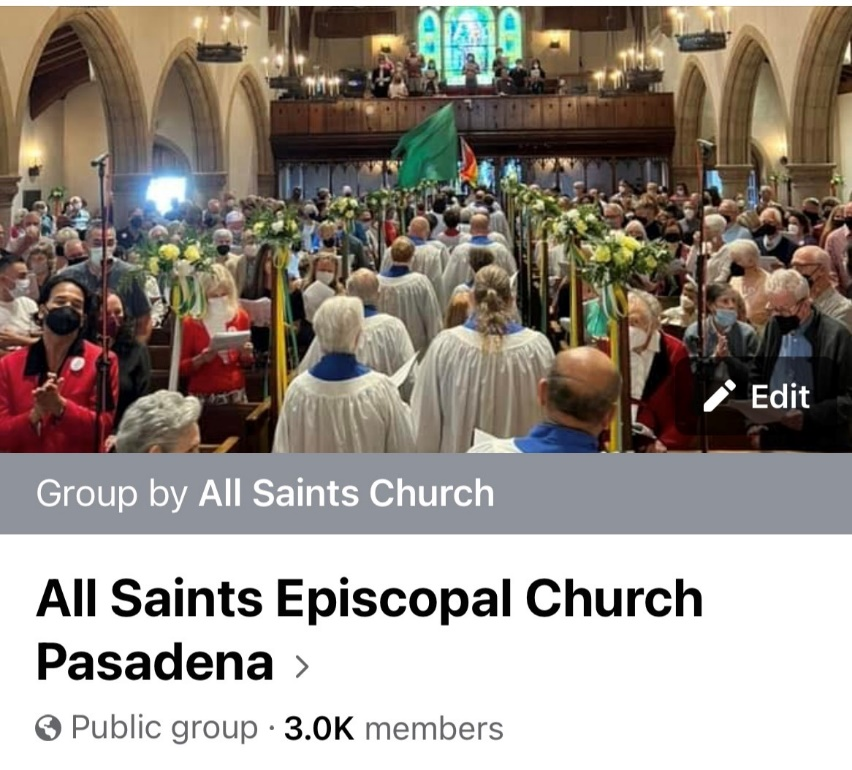 Edit
Group by All Saints Church
All Saints Episcopal Church
Pasadena >
Public group · 3.0K members